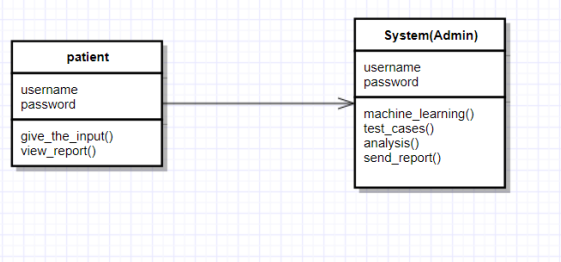 patient
username
password
give_the_input()
view_report()
System(Admin)
username
password
machine_learning()
test_cases()
analysis()
send_report()